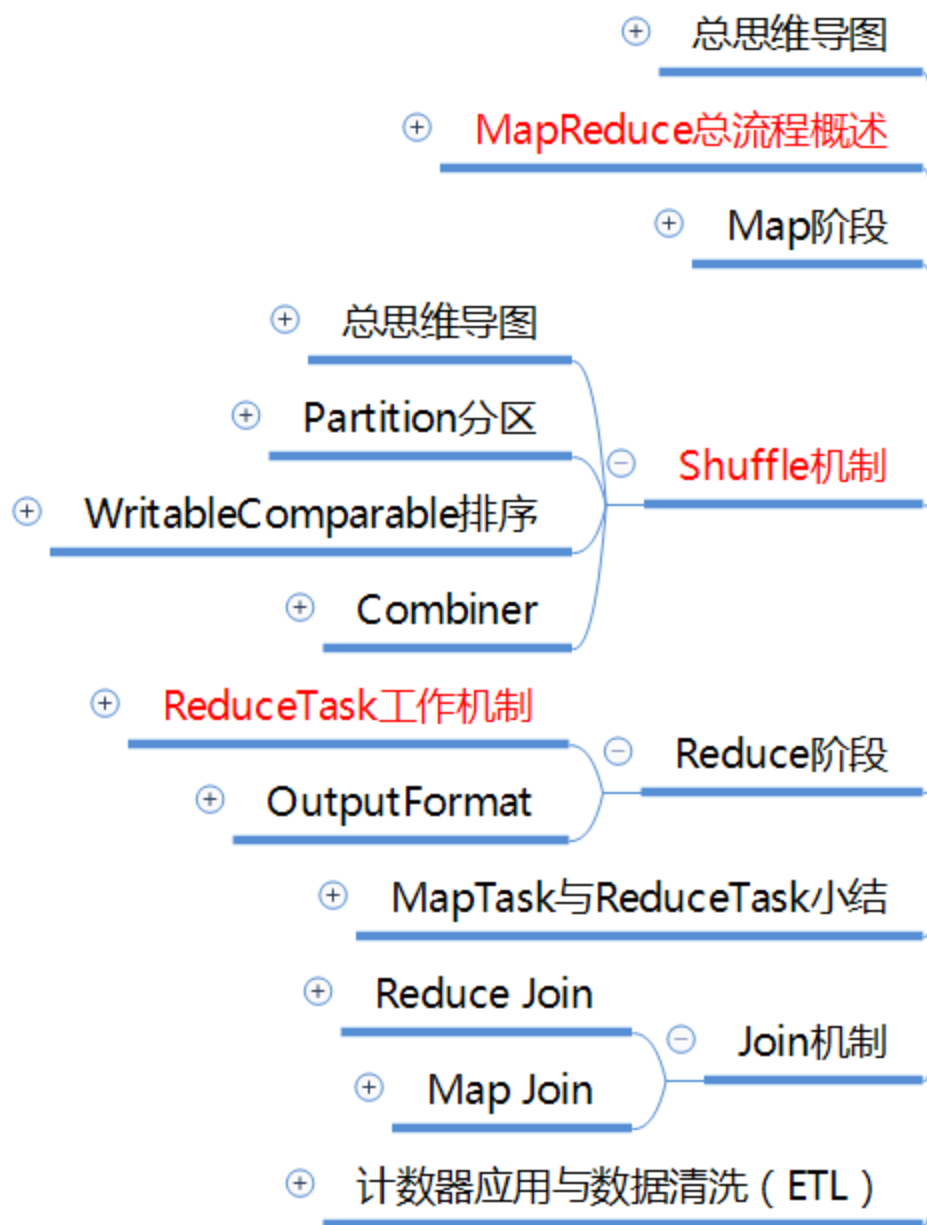 总思维导图
MapReduce总流程概述
Map阶段
总思维导图
Partition分区
Shuffle机制
WritableComparable排序
Combiner
ReduceTask工作机制
Reduce阶段
OutputFormat
MapTask与ReduceTask小结
Reduce Join
Join机制
Map Join
计数器应用与数据清洗（ETL）